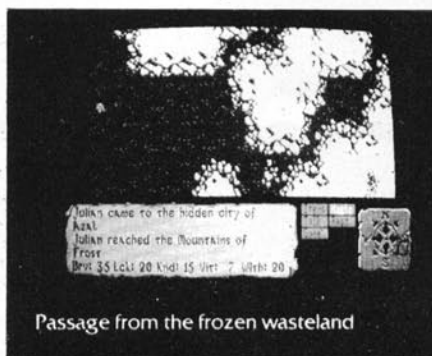 Julian came to the hidden city of
Azal
Julian reached the Mountains of
Frost
Brv: 35 Lck: 20 Knd: 15 Vit: 7 Wlth: 20
N
S
Passage from the frozen wasteland